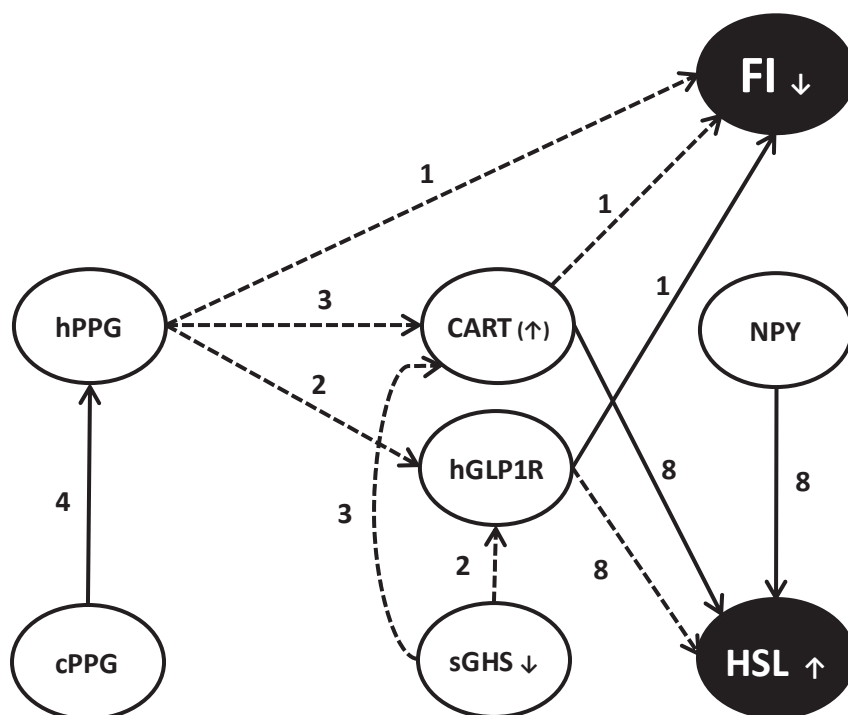 FI ↓
1
1
hPPG
3
CART (↑)
1
NPY
2
hGLP1R
4
3
8
8
2
8
cPPG
sGHS ↓
HSL ↑